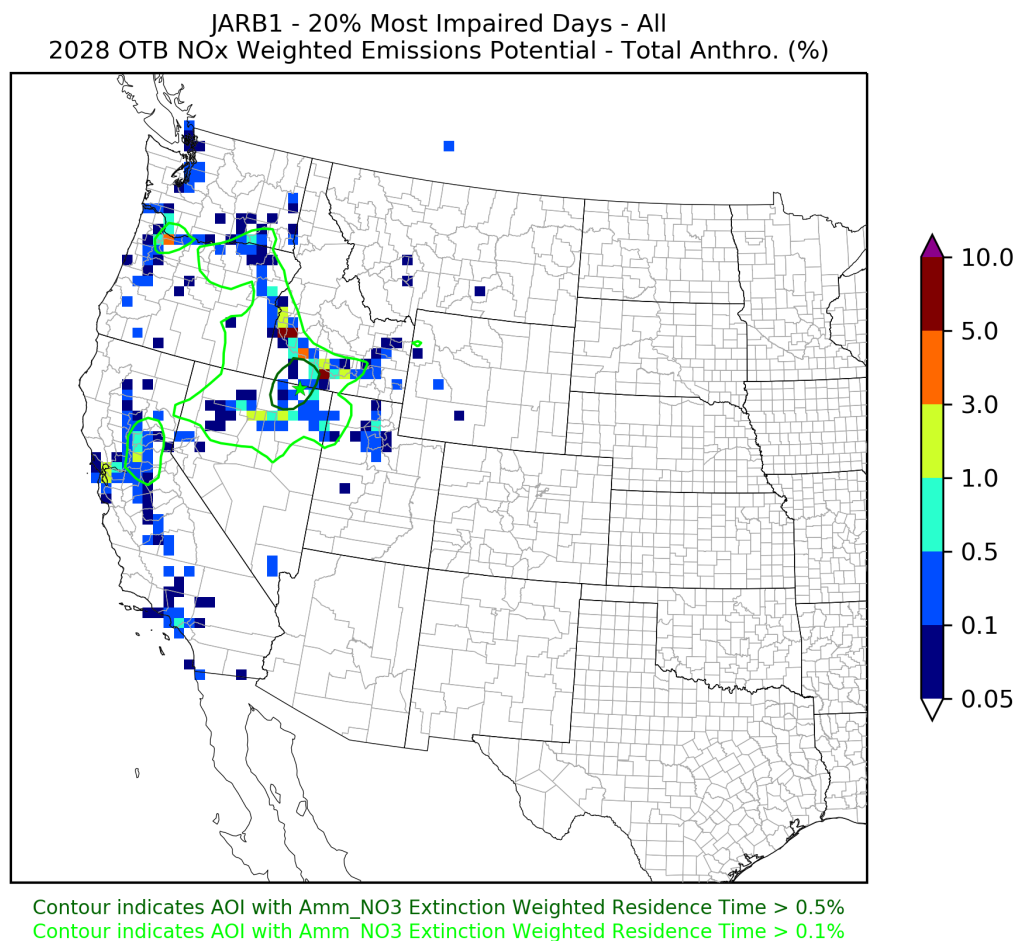 JARB1 - 20% Most Impaired Days - All
2028 OTB NOx Weighted Emissions Potential - Total Anthro. (%)
10.0
5.0
3.0
1.0
0.5
0.1
0.05
Contour indicates AOI with Amm_NO3 Extinction Weighted Residence Time > 0.5%
Contour indicates AOI with Amm_NO3 Extinction Weighted Residence Time > 0.1%